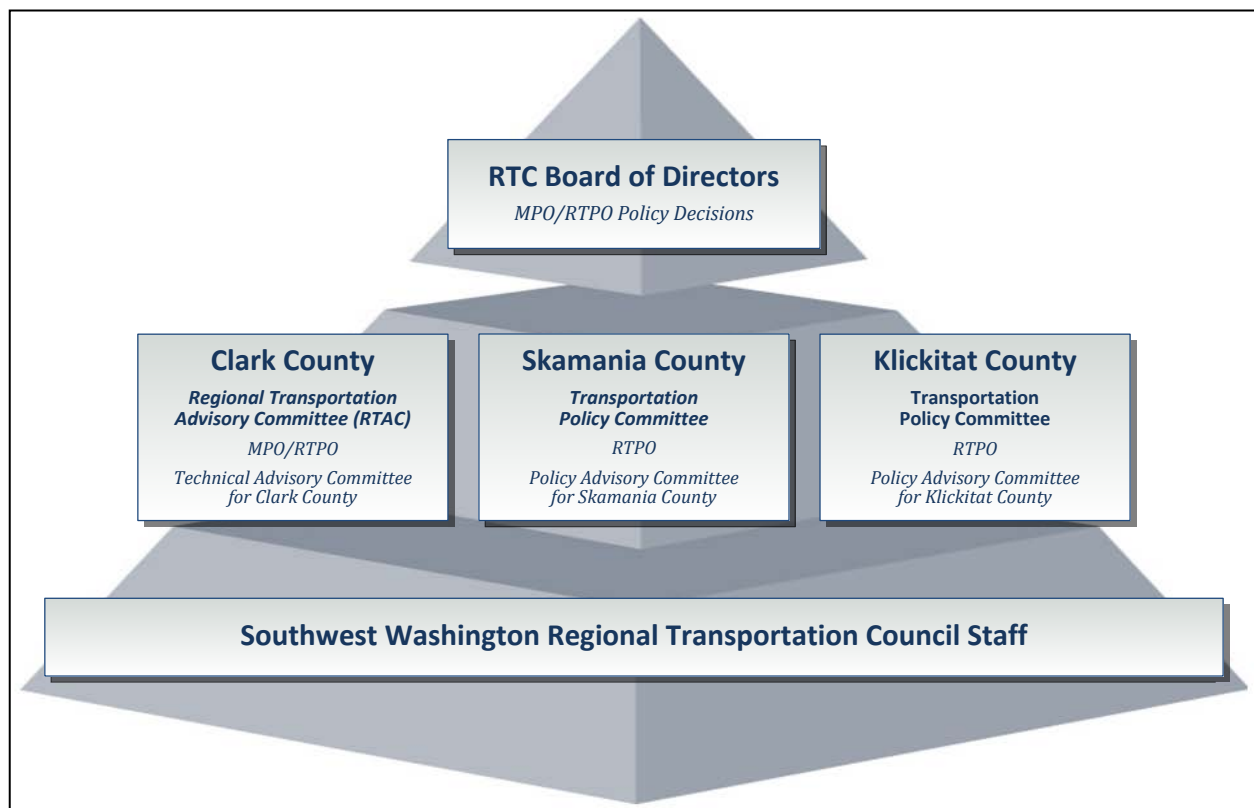 RTC Board of Directors
MPO/RTPO Policy Decisions
Clark County
Regional Transportation
Advisory Committee (RTAC)
MPO/RTPO
Technical Advisory Committee
for Clark County
Skamania County
Transportation
Policy Committee
RTPO
Policy Advisory Committee
for Skamania County
Klickitat County
Transportation
Policy Committee
RTPO
Policy Advisory Committee
for Klickitat County
Southwest Washington Regional Transportation Council Staff